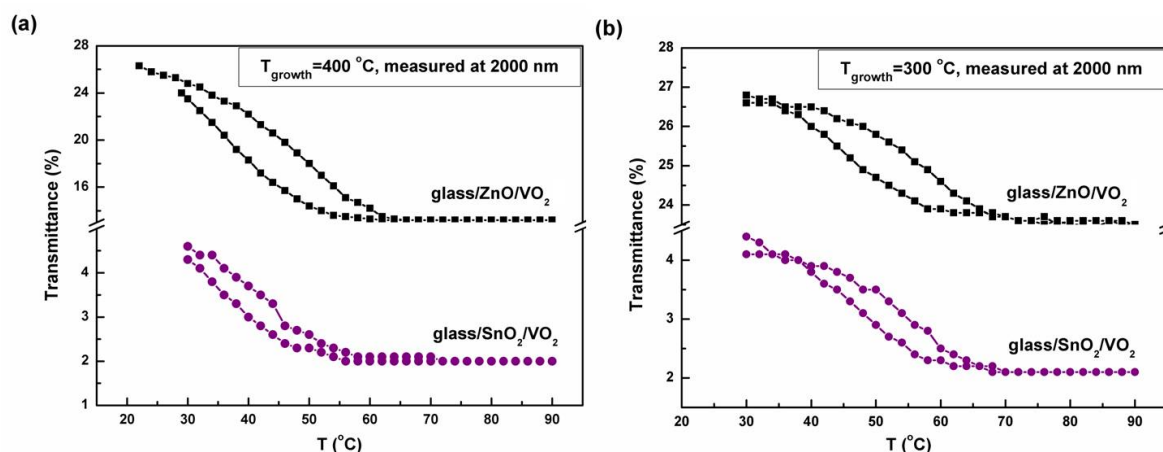 (a)
T_growth=400 °C, measured at 2000 nm
28
24
20
16
4
3
2
1
Transmittance (%)
glass/ZnO/VO₂
glass/SnO₂/VO₂
20 30 40 50 60 70 80 90
T (°C)
(b)
T_growth=300 °C, measured at 2000 nm
28
27
26
25
24
4
3
2
Transmittance (%)
glass/ZnO/VO₂
glass/SnO₂/VO₂
20 30 40 50 60 70 80 90
T (°C)